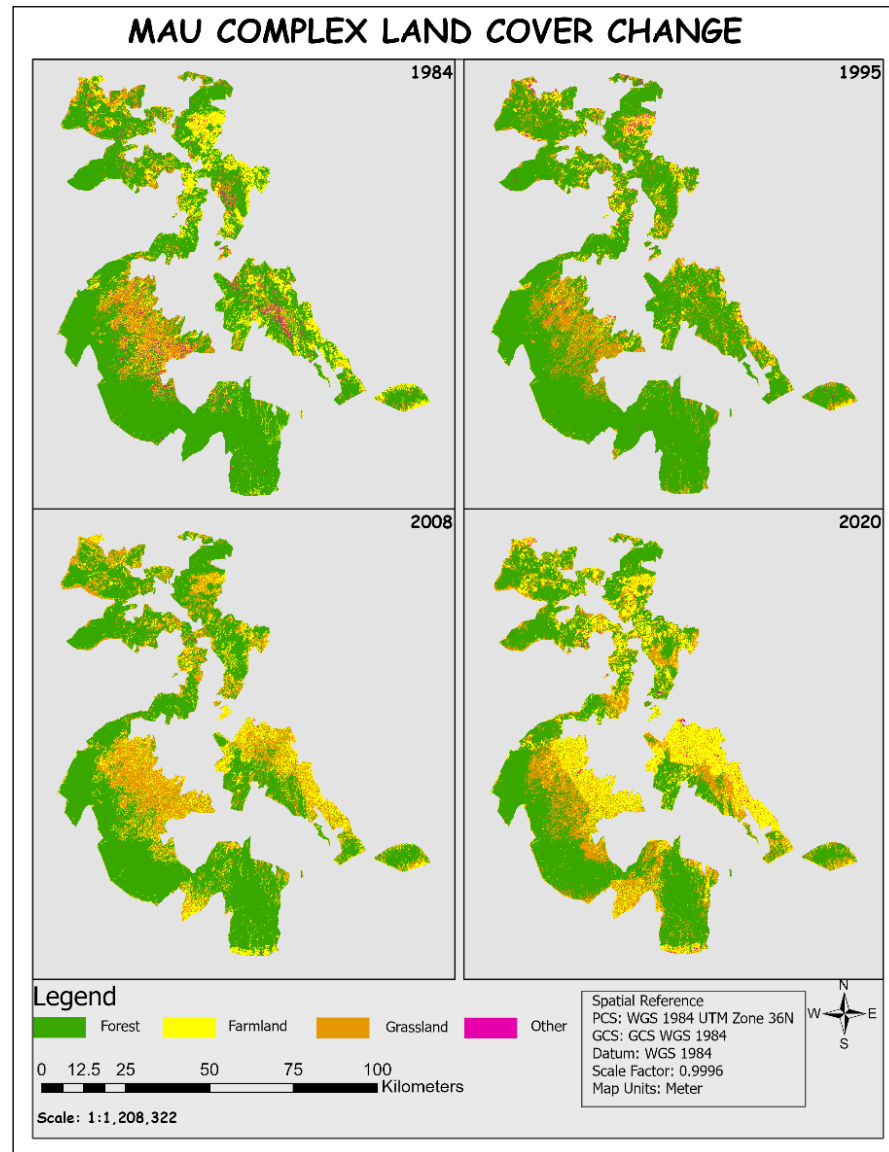 MAU COMPLEX LAND COVER CHANGE
1984
1995
2008
2020
Legend
Forest
Farmland
Grassland
Other
0 12.5 25 50 75 100
Kilometers
Scale: 1:1,208,322
Spatial Reference
PCS: WGS 1984 UTM Zone 36N
GCS: GCS WGS 1984
Datum: WGS 1984
Scale Factor: 0.9996
Map Units: Meter
N
W E
S